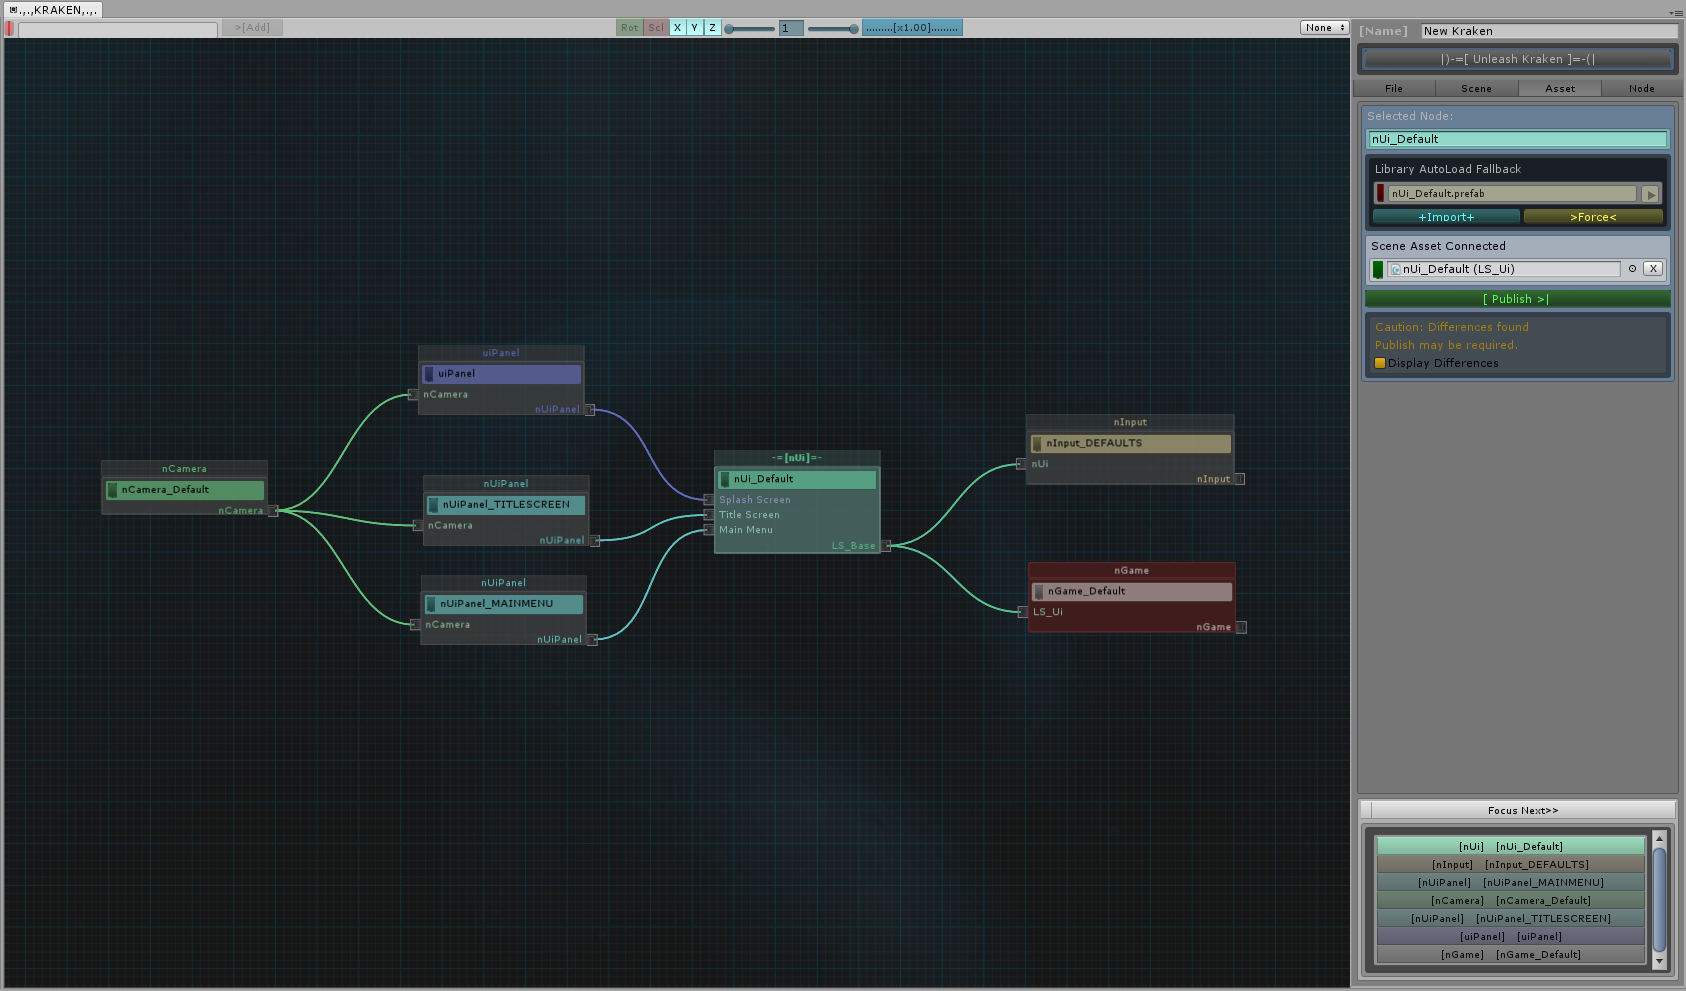 .,.,KRAKEN,.,.
>[Add]
Rot Scl X Y Z 1 .........[x1.00].........
None
[Name] New Kraken
|)-=[ Unleash Kraken ]=-(|
File Scene Asset Node
Selected Node:
nUi_Default
Library AutoLoad Fallback
nUi_Default.prefab
+Import+ >Force<
Scene Asset Connected
nUi_Default (LS_Ui) X
[ Publish >|
Caution: Differences found
Publish may be required.
Display Differences
nCamera
nCamera_Default
nCamera
uiPanel
uiPanel
nCamera
nUiPanel
nUiPanel
nUiPanel_TITLESCREEN
nCamera
nUiPanel
nUiPanel
nUiPanel_MAINMENU
nCamera
nUiPanel
-=[nUi]=-
nUi_Default
Splash Screen
Title Screen
Main Menu
LS_Base
nInput
nInput_DEFAULTS
nUi
nInput
nGame
nGame_Default
LS_Ui
nGame
Focus Next>>
[nUi] [nUi_Default]
[nInput] [nInput_DEFAULTS]
[nUiPanel] [nUiPanel_MAINMENU]
[nCamera] [nCamera_Default]
[nUiPanel] [nUiPanel_TITLESCREEN]
[uiPanel] [uiPanel]
[nGame] [nGame_Default]